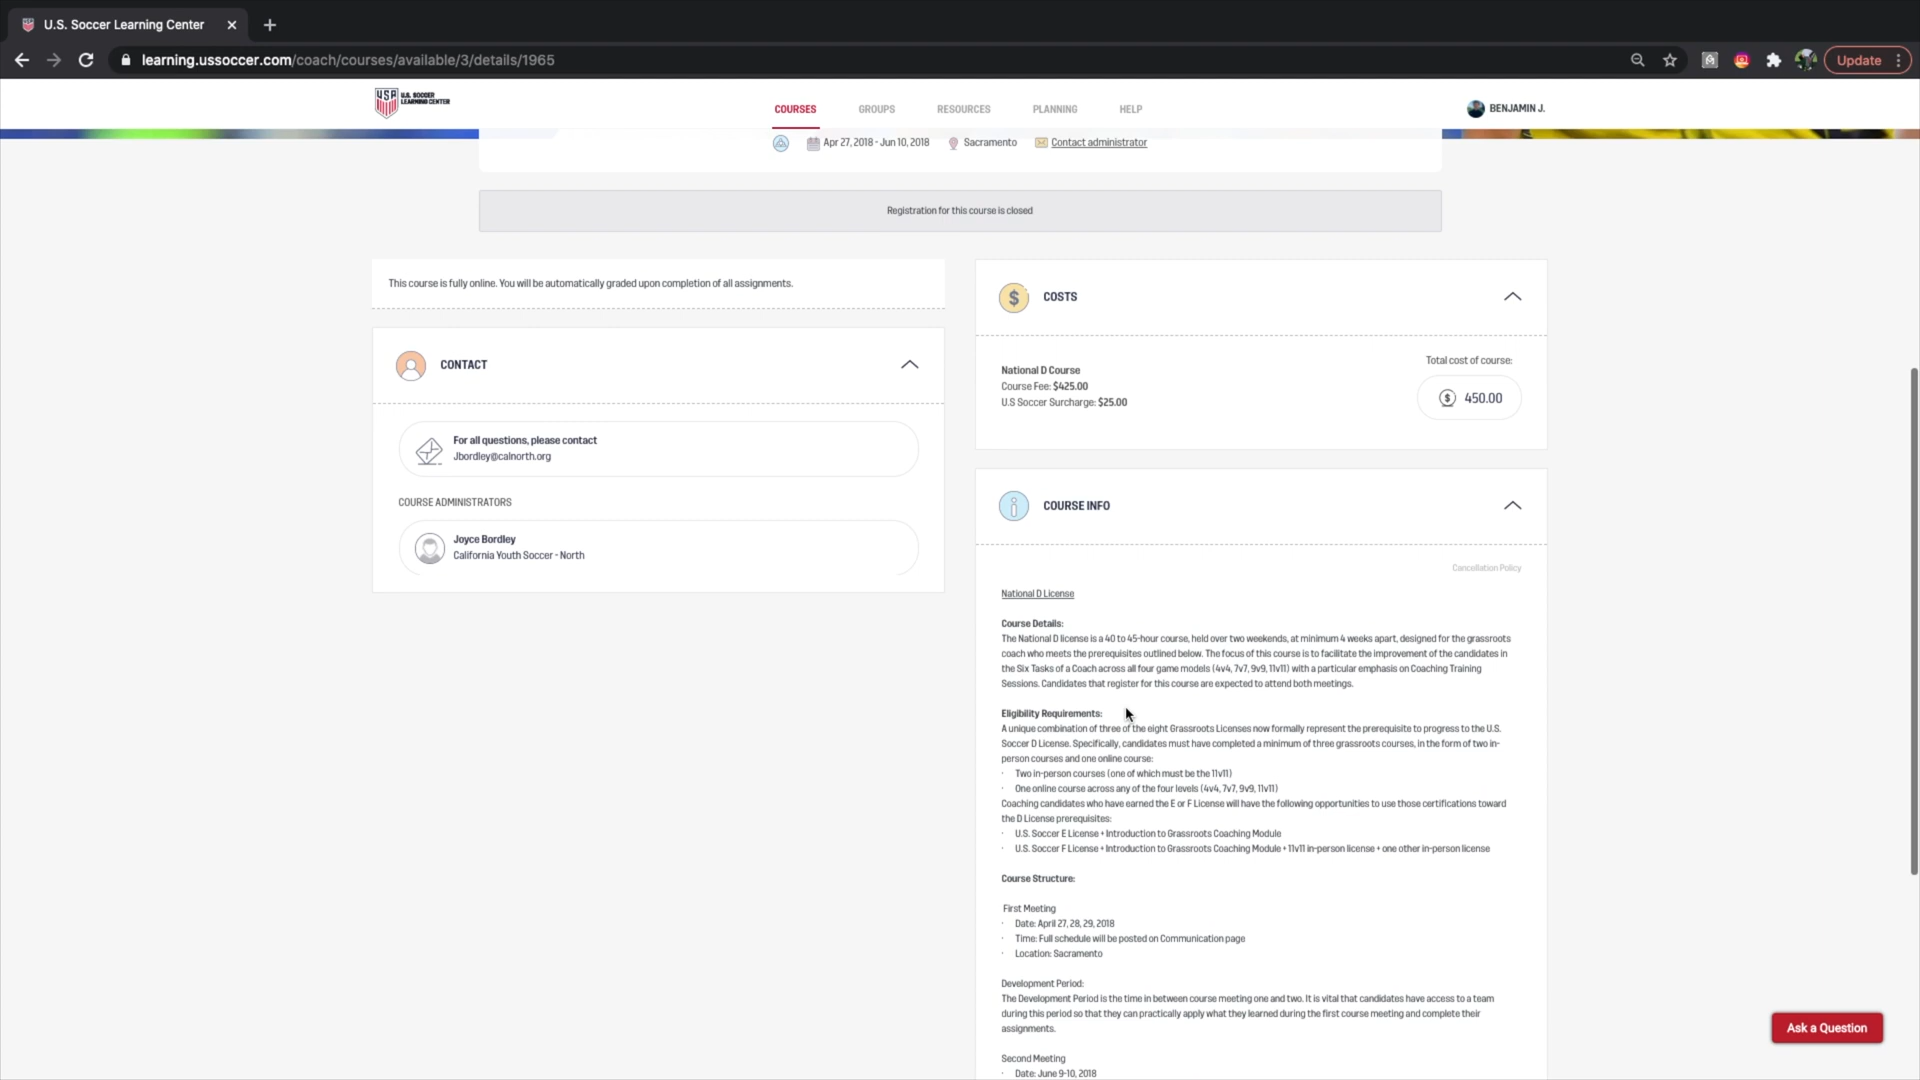 U.S. Soccer Learning Center
learning.ussoccer.com/coach/courses/available/3/details/1965
Update
USA U.S. SOCCER
LEARNING CENTER
COURSES GROUPS RESOURCES PLANNING HELP
BENJAMIN J.
Apr 27, 2018 - Jun 10, 2018 Sacramento Contact administrator
Registration for this course is closed
This course is fully online. You will be automatically graded upon completion of all assignments.
CONTACT
For all questions, please contact
Jbordley@calnorth.org
COURSE ADMINISTRATORS
Joyce Bordley
California Youth Soccer - North
COSTS
National D Course
Course Fee: $425.00
U.S Soccer Surcharge: $25.00
Total cost of course:
$ 450.00
COURSE INFO
Cancellation Policy
National D License
Course Details:
The National D license is a 40 to 45-hour course, held over two weekends, at minimum 4 weeks apart, designed for the grassroots
coach who meets the prerequisites outlined below. The focus of this course is to facilitate the improvement of the candidates in
the Six Tasks of a Coach across all four game models (4v4, 7v7, 9v9, 11v11) with a particular emphasis on Coaching Training
Sessions. Candidates that register for this course are expected to attend both meetings.
Eligibility Requirements:
A unique combination of three of the eight Grassroots Licenses now formally represent the prerequisite to progress to the U.S.
Soccer D License. Specifically, candidates must have completed a minimum of three grassroots courses, in the form of two in-
person courses and one online course:
· Two in-person courses (one of which must be the 11v11)
· One online course across any of the four levels (4v4, 7v7, 9v9, 11v11)
Coaching candidates who have earned the E or F License will have the following opportunities to use those certifications toward
the D License prerequisites:
· U.S. Soccer E License + Introduction to Grassroots Coaching Module
· U.S. Soccer F License + Introduction to Grassroots Coaching Module + 11v11 in-person license + one other in-person license
Course Structure:
First Meeting
· Date: April 27, 28, 29, 2018
· Time: Full schedule will be posted on Communication page
· Location: Sacramento
Development Period:
The Development Period is the time in between course meeting one and two. It is vital that candidates have access to a team
during this period so that they can practically apply what they learned during the first course meeting and complete their
assignments.
Second Meeting
· Date: June 9-10, 2018
Ask a Question